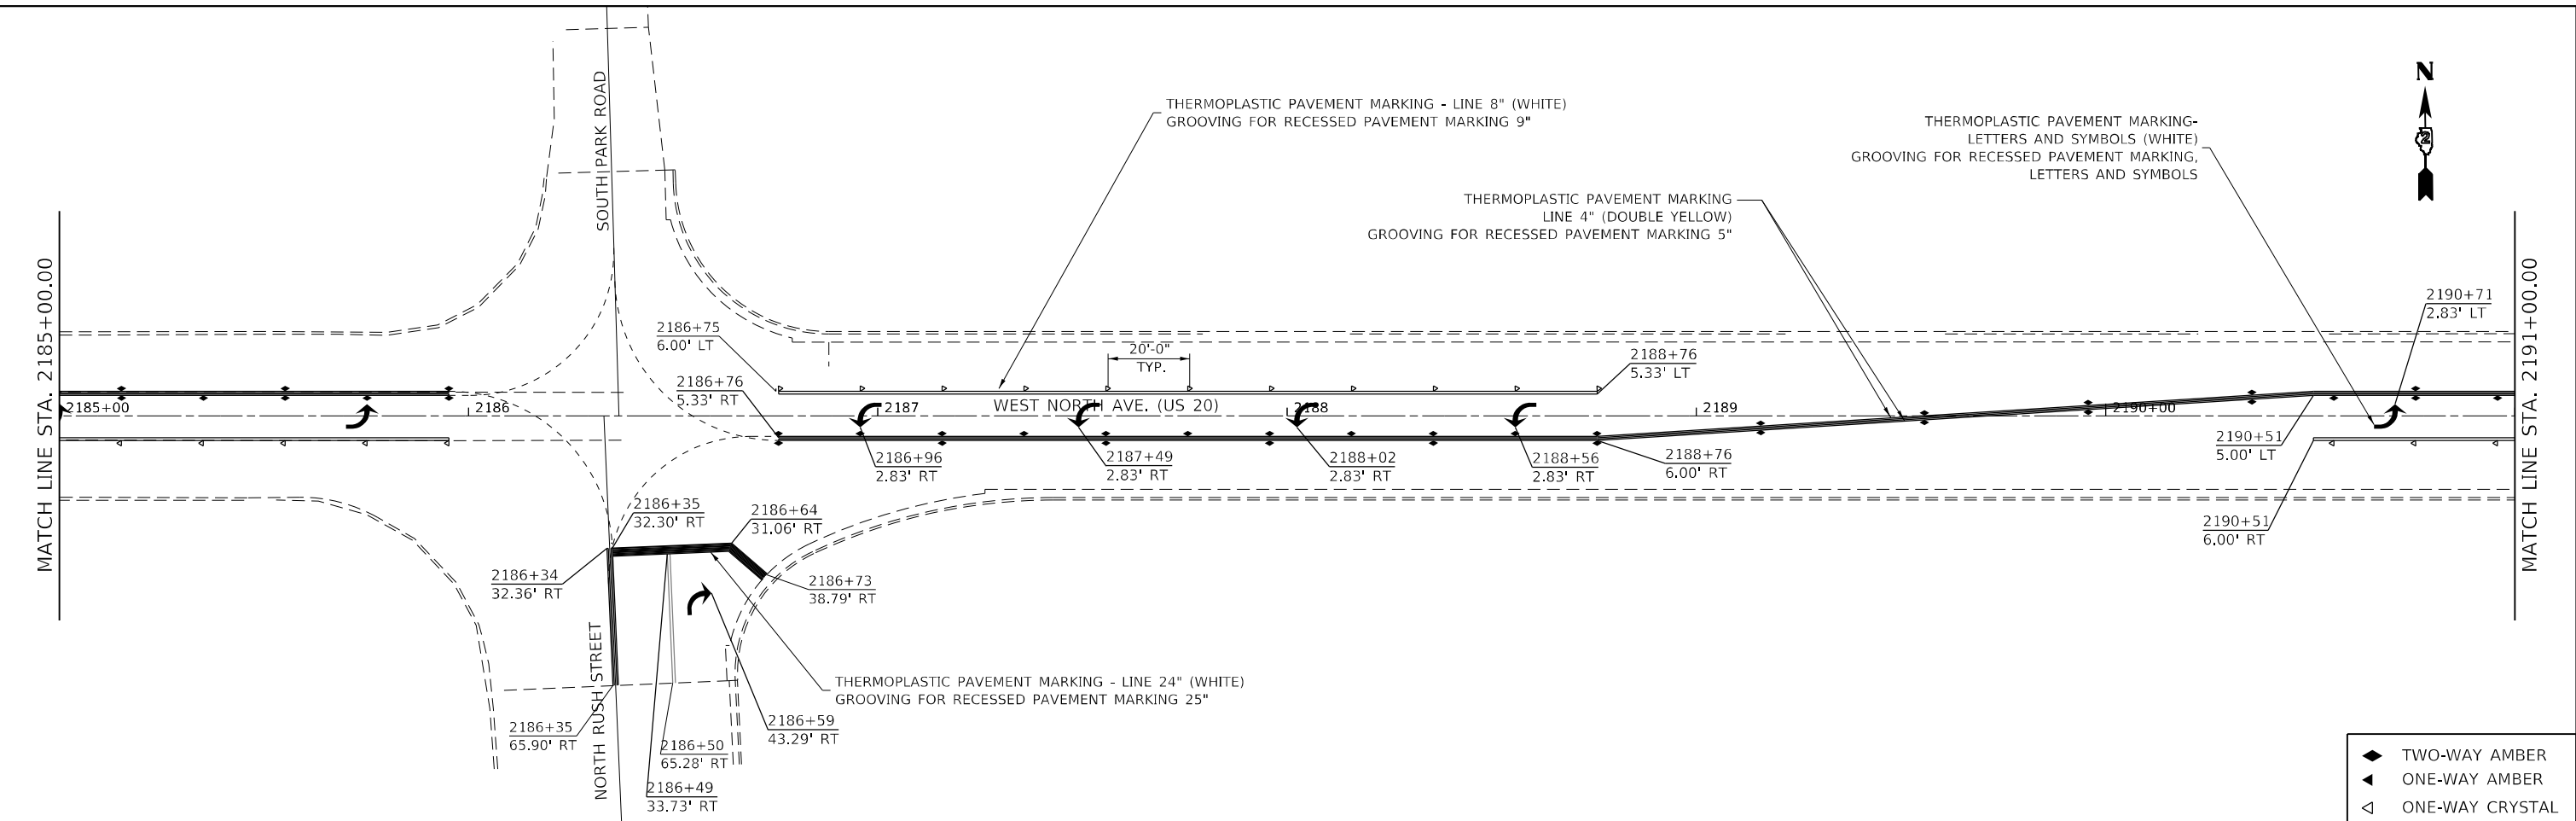 THERMOPLASTIC PAVEMENT MARKING - LINE 8" (WHITE)
GROOVING FOR RECESSED PAVEMENT MARKING 9"
THERMOPLASTIC PAVEMENT MARKING-
LETTERS AND SYMBOLS (WHITE)
GROOVING FOR RECESSED PAVEMENT MARKING,
LETTERS AND SYMBOLS
N
2
THERMOPLASTIC PAVEMENT MARKING
LINE 4" (DOUBLE YELLOW)
GROOVING FOR RECESSED PAVEMENT MARKING 5"
SOUTH PARK ROAD
MATCH LINE STA. 2185+00.00
MATCH LINE STA. 2191+00.00
2186+75
6.00' LT
2186+76
5.33' RT
20'-0"
TYP.
2188+76
5.33' LT
2190+71
2.83' LT
2185+00
2186
2187
WEST NORTH AVE. (US 20)
2188
2189
2190+00
2186+96
2.83' RT
2187+49
2.83' RT
2188+02
2.83' RT
2188+56
2.83' RT
2188+76
6.00' RT
2190+51
5.00' LT
2190+51
6.00' RT
2186+35
32.30' RT
2186+64
31.06' RT
2186+34
32.36' RT
2186+73
38.79' RT
NORTH RUSH STREET
THERMOPLASTIC PAVEMENT MARKING - LINE 24" (WHITE)
GROOVING FOR RECESSED PAVEMENT MARKING 25"
2186+35
65.90' RT
2186+50
65.28' RT
2186+59
43.29' RT
2186+49
33.73' RT
TWO-WAY AMBER
ONE-WAY AMBER
ONE-WAY CRYSTAL